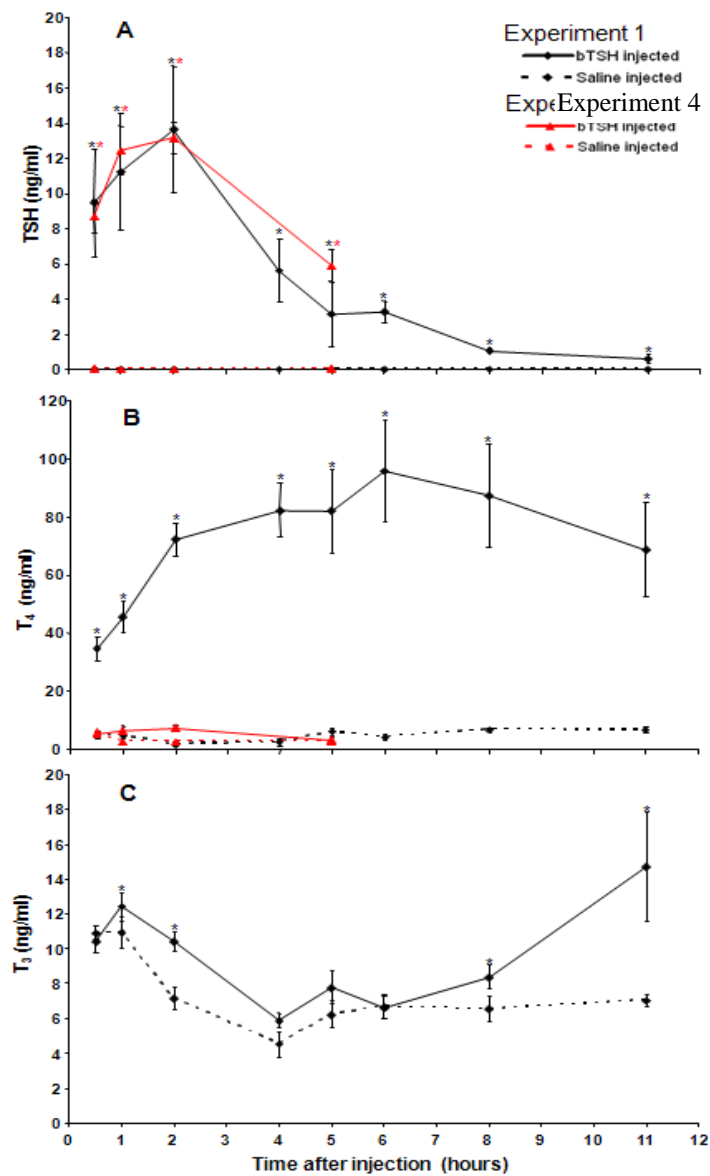 A
Experiment 1
bTSH injected
Saline injected
Expe Experiment 4
bTSH injected
Saline injected
TSH (ng/ml)
20
18
16
14
12
10
8
6
4
2
0
** ** ** * ** * * *
B
T4 (ng/ml)
120
100
80
60
40
20
0
* * * * * * * *
C
T3 (ng/ml)
20
18
16
14
12
10
8
6
4
2
0
* * * *
0 1 2 3 4 5 6 7 8 9 10 11 12
Time after injection (hours)